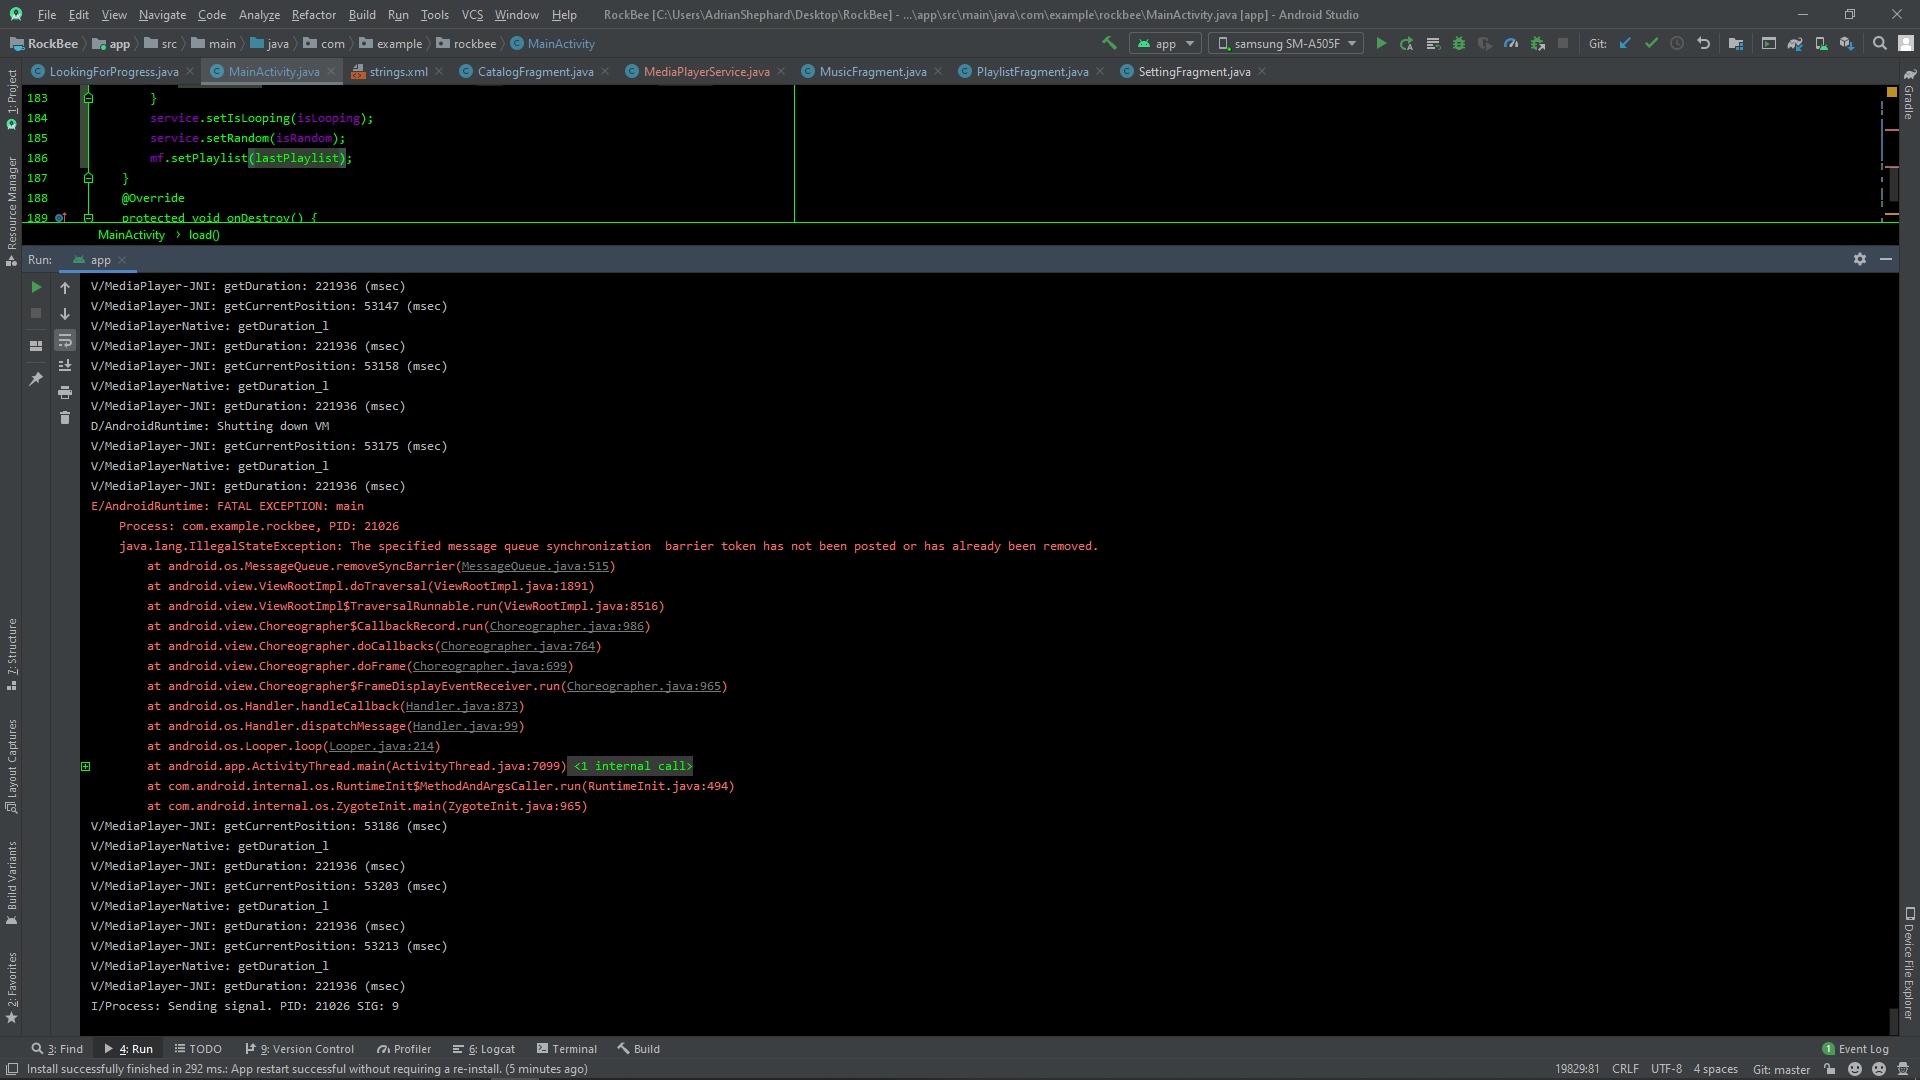 File Edit View Navigate Code Analyze Refactor Build Run Tools VCS Window Help RockBee [C:\Users\AdrianShephard\Desktop\RockBee] - ...\app\src\main\java\com\example\rockbee\MainActivity.java [app] - Android Studio
RockBee app src main java com example rockbee MainActivity app samsung SM-A505F Git:
LookingForProgress.java MainActivity.java strings.xml CatalogFragment.java MediaPlayerService.java MusicFragment.java PlaylistFragment.java SettingFragment.java
1: Project
Resource Manager
7: Structure
Layout Captures
Build Variants
2: Favorites
Gradle
Device File Explorer
183 }
184 service.setIsLooping(isLooping);
185 service.setRandom(isRandom);
186 mf.setPlaylist(lastPlaylist);
187 }
188 @Override
189 protected void onDestroy() {
MainActivity > load()
Run: app
V/MediaPlayer-JNI: getDuration: 221936 (msec)
V/MediaPlayer-JNI: getCurrentPosition: 53147 (msec)
V/MediaPlayerNative: getDuration_l
V/MediaPlayer-JNI: getDuration: 221936 (msec)
V/MediaPlayer-JNI: getCurrentPosition: 53158 (msec)
V/MediaPlayerNative: getDuration_l
V/MediaPlayer-JNI: getDuration: 221936 (msec)
D/AndroidRuntime: Shutting down VM
V/MediaPlayer-JNI: getCurrentPosition: 53175 (msec)
V/MediaPlayerNative: getDuration_l
V/MediaPlayer-JNI: getDuration: 221936 (msec)
E/AndroidRuntime: FATAL EXCEPTION: main
Process: com.example.rockbee, PID: 21026
java.lang.IllegalStateException: The specified message queue synchronization  barrier token has not been posted or has already been removed.
at android.os.MessageQueue.removeSyncBarrier(MessageQueue.java:515)
at android.view.ViewRootImpl.doTraversal(ViewRootImpl.java:1891)
at android.view.ViewRootImpl$TraversalRunnable.run(ViewRootImpl.java:8516)
at android.view.Choreographer$CallbackRecord.run(Choreographer.java:986)
at android.view.Choreographer.doCallbacks(Choreographer.java:764)
at android.view.Choreographer.doFrame(Choreographer.java:699)
at android.view.Choreographer$FrameDisplayEventReceiver.run(Choreographer.java:965)
at android.os.Handler.handleCallback(Handler.java:873)
at android.os.Handler.dispatchMessage(Handler.java:99)
at android.os.Looper.loop(Looper.java:214)
at android.app.ActivityThread.main(ActivityThread.java:7099) <1 internal call>
at com.android.internal.os.RuntimeInit$MethodAndArgsCaller.run(RuntimeInit.java:494)
at com.android.internal.os.ZygoteInit.main(ZygoteInit.java:965)
V/MediaPlayer-JNI: getCurrentPosition: 53186 (msec)
V/MediaPlayerNative: getDuration_l
V/MediaPlayer-JNI: getDuration: 221936 (msec)
V/MediaPlayer-JNI: getCurrentPosition: 53203 (msec)
V/MediaPlayerNative: getDuration_l
V/MediaPlayer-JNI: getDuration: 221936 (msec)
V/MediaPlayer-JNI: getCurrentPosition: 53213 (msec)
V/MediaPlayerNative: getDuration_l
V/MediaPlayer-JNI: getDuration: 221936 (msec)
I/Process: Sending signal. PID: 21026 SIG: 9
3: Find 4: Run TODO 9: Version Control Profiler 6: Logcat Terminal Build 1 Event Log
Install successfully finished in 292 ms.: App restart successful without requiring a re-install. (5 minutes ago) 19829:81 CRLF UTF-8 4 spaces Git: master